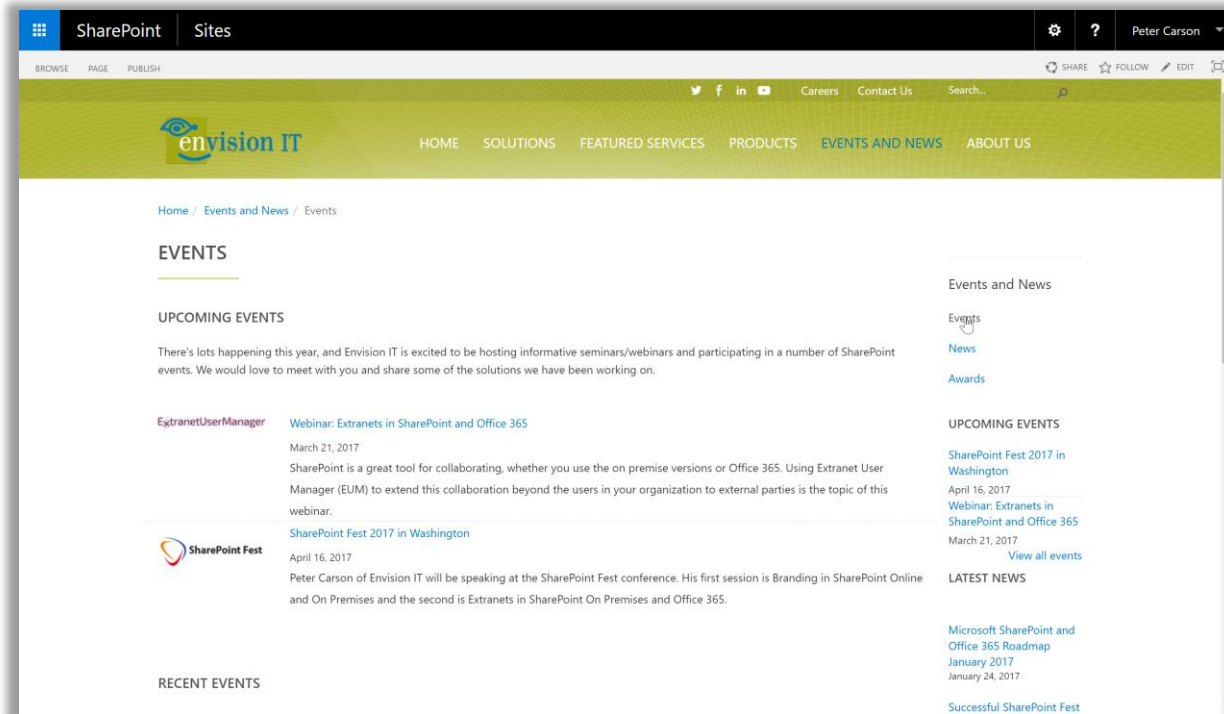 SharePoint Sites ? Peter Carson
BROWSE PAGE PUBLISH SHARE FOLLOW EDIT
Careers Contact Us Search...
envision IT
HOME SOLUTIONS FEATURED SERVICES PRODUCTS EVENTS AND NEWS ABOUT US
Home / Events and News / Events
EVENTS
UPCOMING EVENTS
There's lots happening this year, and Envision IT is excited to be hosting informative seminars/webinars and participating in a number of SharePoint
events. We would love to meet with you and share some of the solutions we have been working on.
ExtranetUserManager
Webinar: Extranets in SharePoint and Office 365
March 21, 2017
SharePoint is a great tool for collaborating, whether you use the on premise versions or Office 365. Using Extranet User
Manager (EUM) to extend this collaboration beyond the users in your organization to external parties is the topic of this
webinar.
SharePoint Fest
SharePoint Fest 2017 in Washington
April 16, 2017
Peter Carson of Envision IT will be speaking at the SharePoint Fest conference. His first session is Branding in SharePoint Online
and On Premises and the second is Extranets in SharePoint On Premises and Office 365.
RECENT EVENTS
Events and News
Events
News
Awards
UPCOMING EVENTS
SharePoint Fest 2017 in
Washington
April 16, 2017
Webinar: Extranets in
SharePoint and Office 365
March 21, 2017
View all events
LATEST NEWS
Microsoft SharePoint and
Office 365 Roadmap
January 2017
January 24, 2017
Successful SharePoint Fest